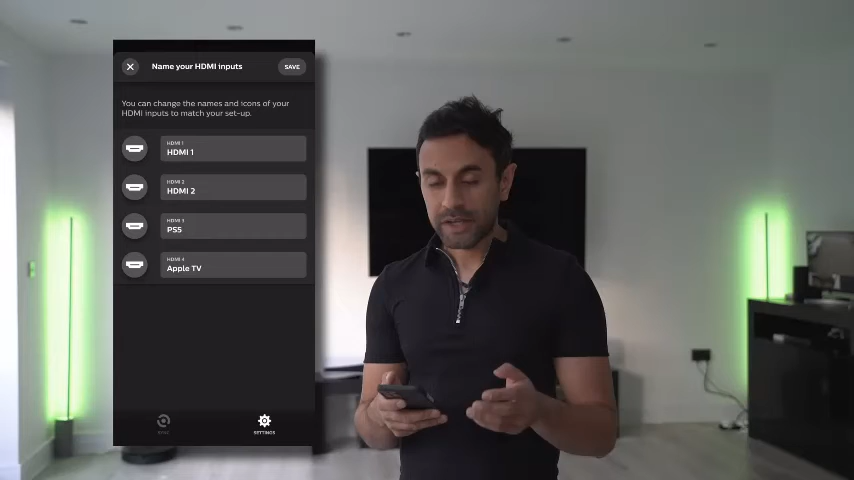 Name your HDMI inputs
SAVE
You can change the names and icons of your
HDMI inputs to match your set-up.
HDMI 1
HDMI 1
HDMI 2
HDMI 2
HDMI 3
PS5
HDMI 4
Apple TV
SYNC
SETTINGS